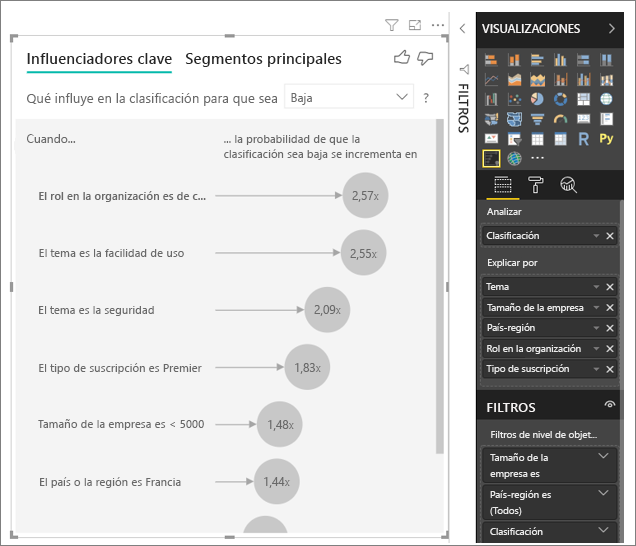 Influenciadores clave
Segmentos principales
Qué influye en la clasificación para que sea
Baja
?
Cuando...
... la probabilidad de que la
clasificación sea baja se incrementa en
El rol en la organización es de c...
2,57x
El tema es la facilidad de uso
2,55x
El tema es la seguridad
2,09x
El tipo de suscripción es Premier
1,83x
Tamaño de la empresa es < 5000
1,48x
El país o la región es Francia
1,44x
FILTROS
VISUALIZACIONES
R
Py
Analizar
Clasificación
Explicar por
Tema
Tamaño de la empresa
País-región
Rol en la organización
Tipo de suscripción
FILTROS
Filtros de nivel de objet...
Tamaño de la
empresa es
País-región es
(Todos)
Clasificación